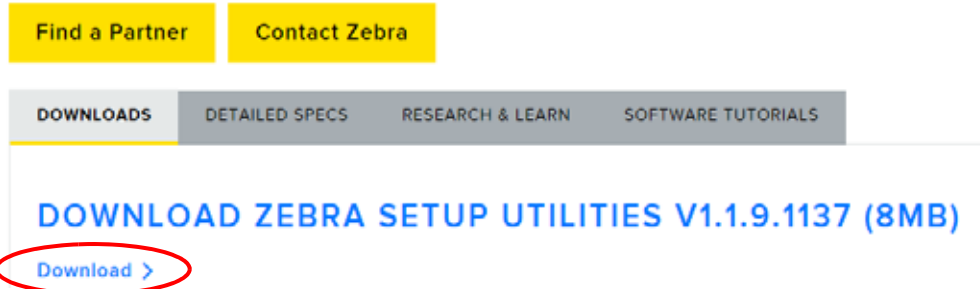 Find a Partner Contact Zebra
DOWNLOADS DETAILED SPECS RESEARCH & LEARN SOFTWARE TUTORIALS
DOWNLOAD ZEBRA SETUP UTILITIES V1.1.9.1137 (8MB)
Download >